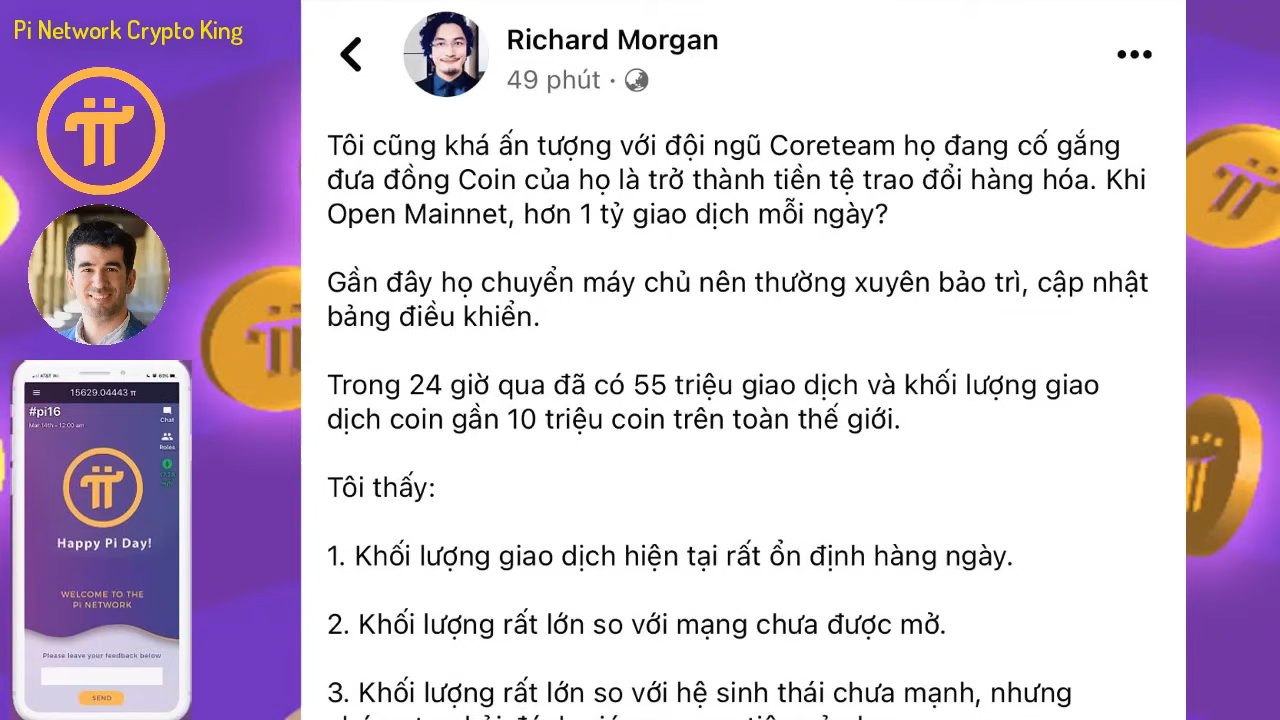 Pi Network Crypto King
Richard Morgan
49 phút ·
Tôi cũng khá ấn tượng với đội ngũ Coreteam họ đang cố gắng
đưa đồng Coin của họ là trở thành tiền tệ trao đổi hàng hóa. Khi
Open Mainnet, hơn 1 tỷ giao dịch mỗi ngày?
Gần đây họ chuyển máy chủ nên thường xuyên bảo trì, cập nhật
bảng điều khiển.
Trong 24 giờ qua đã có 55 triệu giao dịch và khối lượng giao
dịch coin gần 10 triệu coin trên toàn thế giới.
Tôi thấy:
1. Khối lượng giao dịch hiện tại rất ổn định hàng ngày.
2. Khối lượng rất lớn so với mạng chưa được mở.
3. Khối lượng rất lớn so với hệ sinh thái chưa mạnh, nhưng
15629.04443 π
#pi16
Mar 14th - 12:00 am
Chat
Roles
Happy Pi Day!
WELCOME TO THE
Pi NETWORK
Please leave your feedback below
SEND